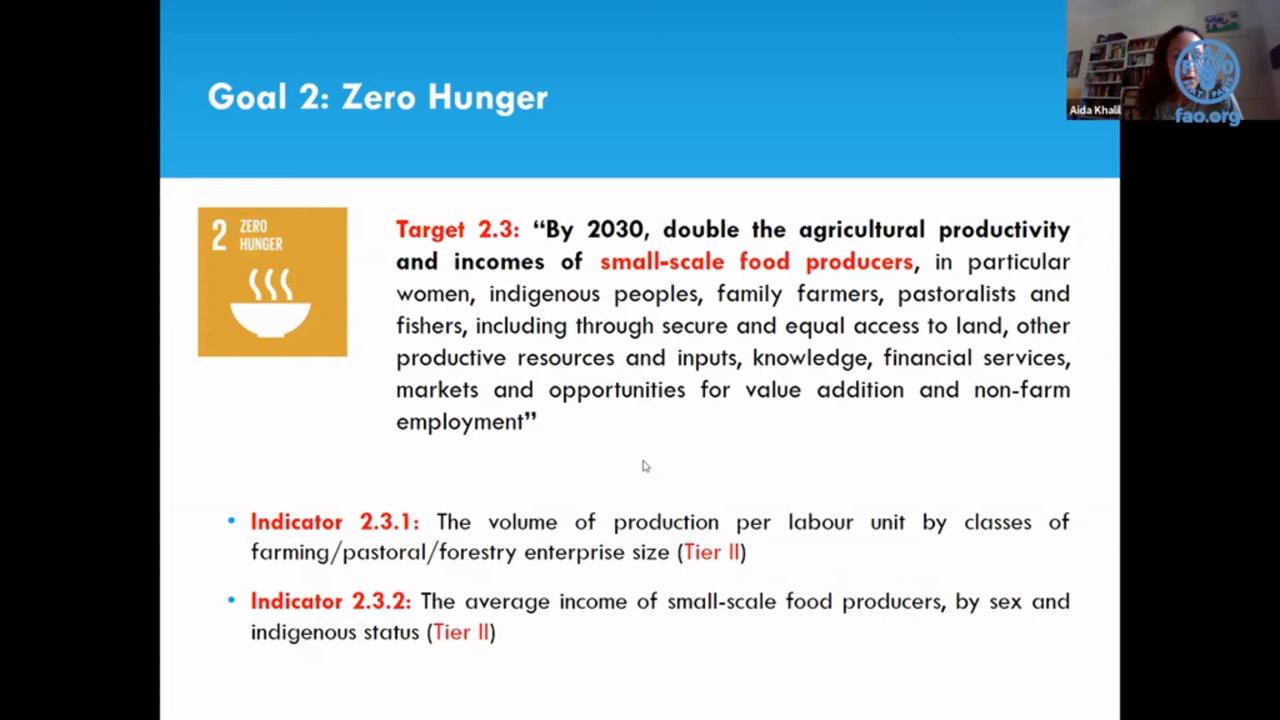 Goal 2: Zero Hunger
Aida Khalil
fao.org
2 ZERO
HUNGER
Target 2.3: “By 2030, double the agricultural productivity
and incomes of small-scale food producers, in particular
women, indigenous peoples, family farmers, pastoralists and
fishers, including through secure and equal access to land, other
productive resources and inputs, knowledge, financial services,
markets and opportunities for value addition and non-farm
employment”
• Indicator 2.3.1: The volume of production per labour unit by classes of
farming/pastoral/forestry enterprise size (Tier II)
• Indicator 2.3.2: The average income of small-scale food producers, by sex and
indigenous status (Tier II)